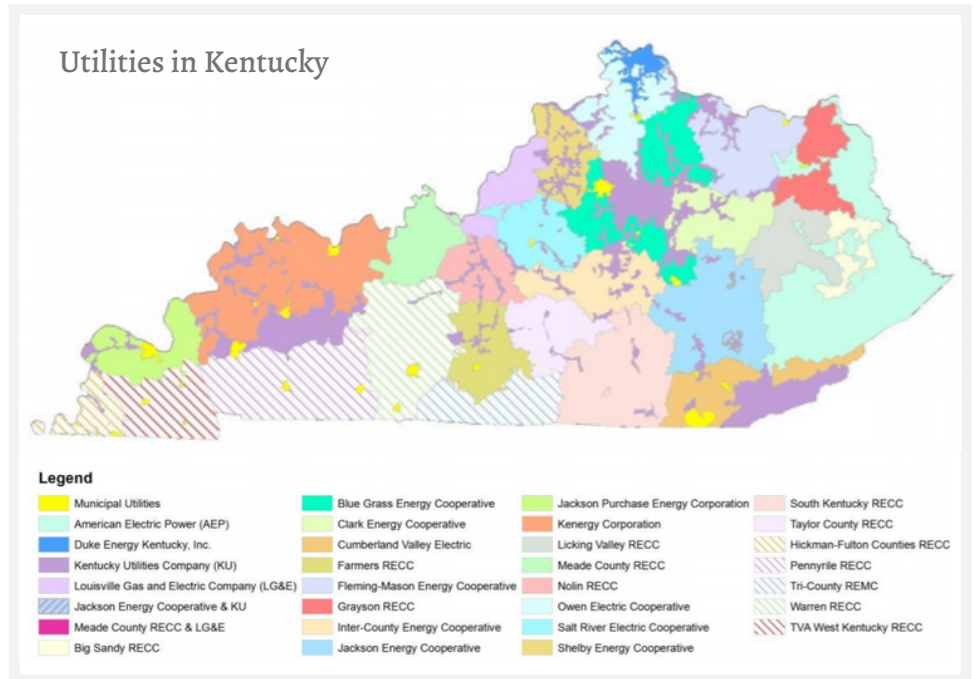 Utilities in Kentucky
Legend
Municipal Utilities
American Electric Power (AEP)
Duke Energy Kentucky, Inc.
Kentucky Utilities Company (KU)
Louisville Gas and Electric Company (LG&E)
Jackson Energy Cooperative & KU
Meade County RECC & LG&E
Big Sandy RECC
Blue Grass Energy Cooperative
Clark Energy Cooperative
Cumberland Valley Electric
Farmers RECC
Fleming-Mason Energy Cooperative
Grayson RECC
Inter-County Energy Cooperative
Jackson Energy Cooperative
Jackson Purchase Energy Corporation
Kenergy Corporation
Licking Valley RECC
Meade County RECC
Nolin RECC
Owen Electric Cooperative
Salt River Electric Cooperative
Shelby Energy Cooperative
South Kentucky RECC
Taylor County RECC
Hickman-Fulton Counties RECC
Pennyrile RECC
Tri-County REMC
Warren RECC
TVA West Kentucky RECC